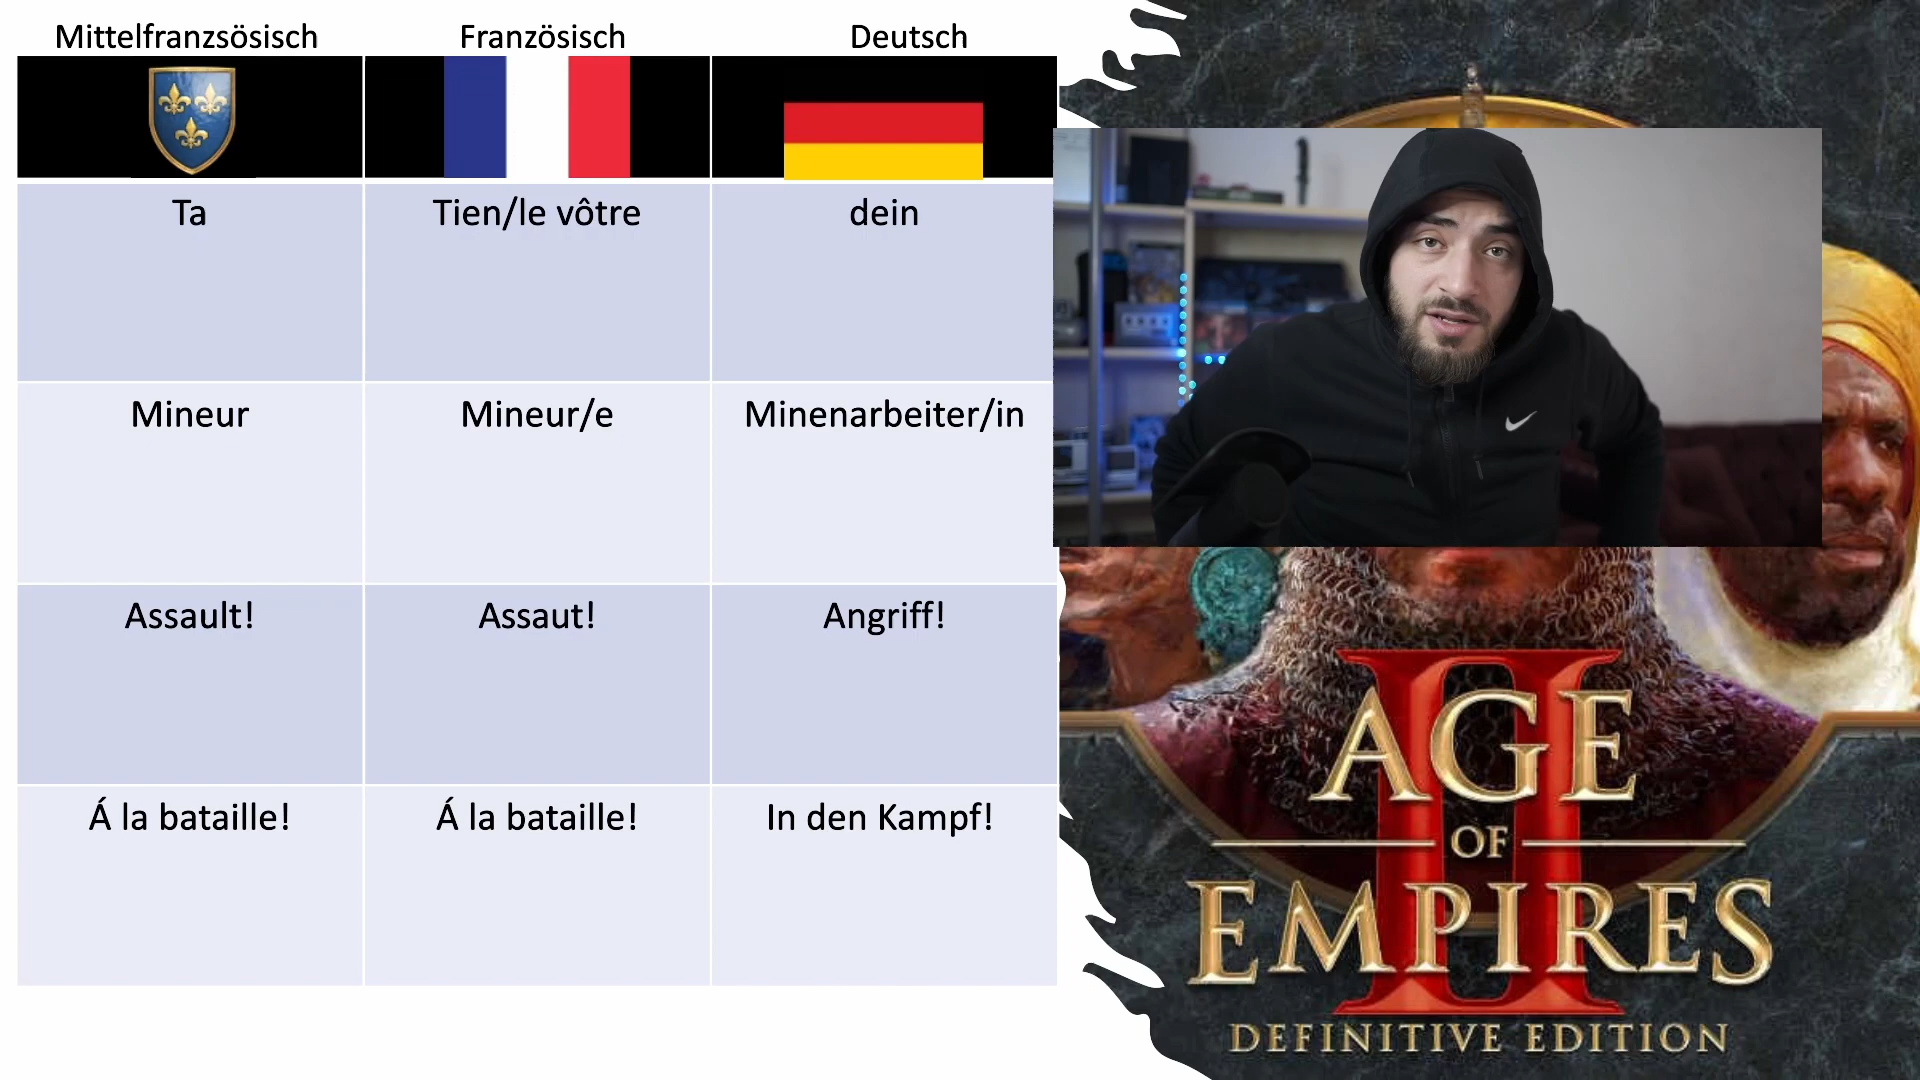 Mittelfranzsösisch Französisch Deutsch
Ta Tien/le vôtre dein
Mineur Mineur/e Minenarbeiter/in
Assault! Assaut! Angriff!
Á la bataille! Á la bataille! In den Kampf!
II
AGE
OF
EMPIRES
DEFINITIVE EDITION